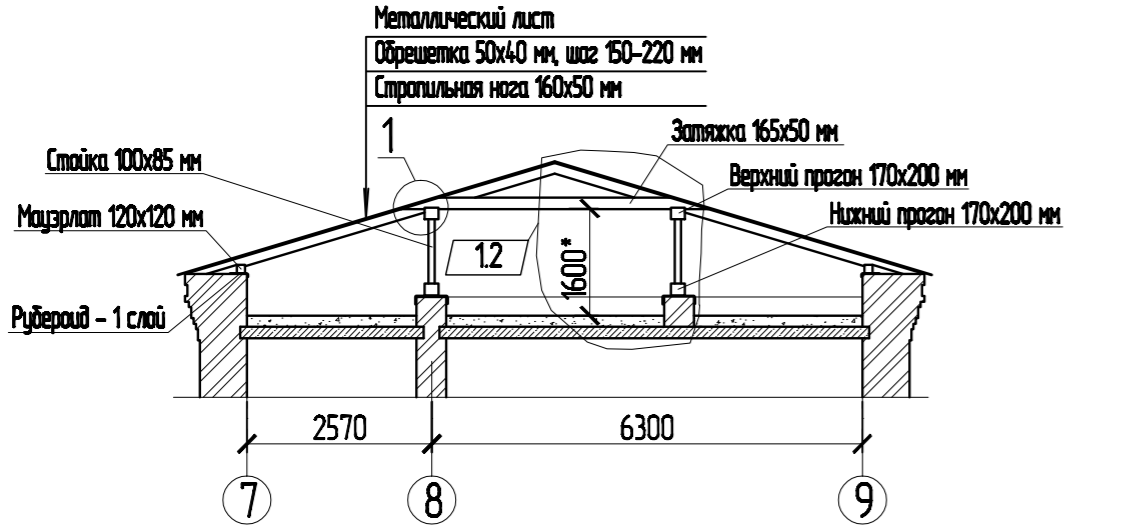 Металлический лист
Обрешетка 50х40 мм, шаг 150-220 мм
Стропильная нога 160х50 мм
1
Затяжка 165х50 мм
Стойка 100х85 мм
Верхний прогон 170х200 мм
Мауэрлат 120х120 мм
Нижний прогон 170х200 мм
1.2
1600*
Рубероид - 1 слой
2570
6300
7
8
9